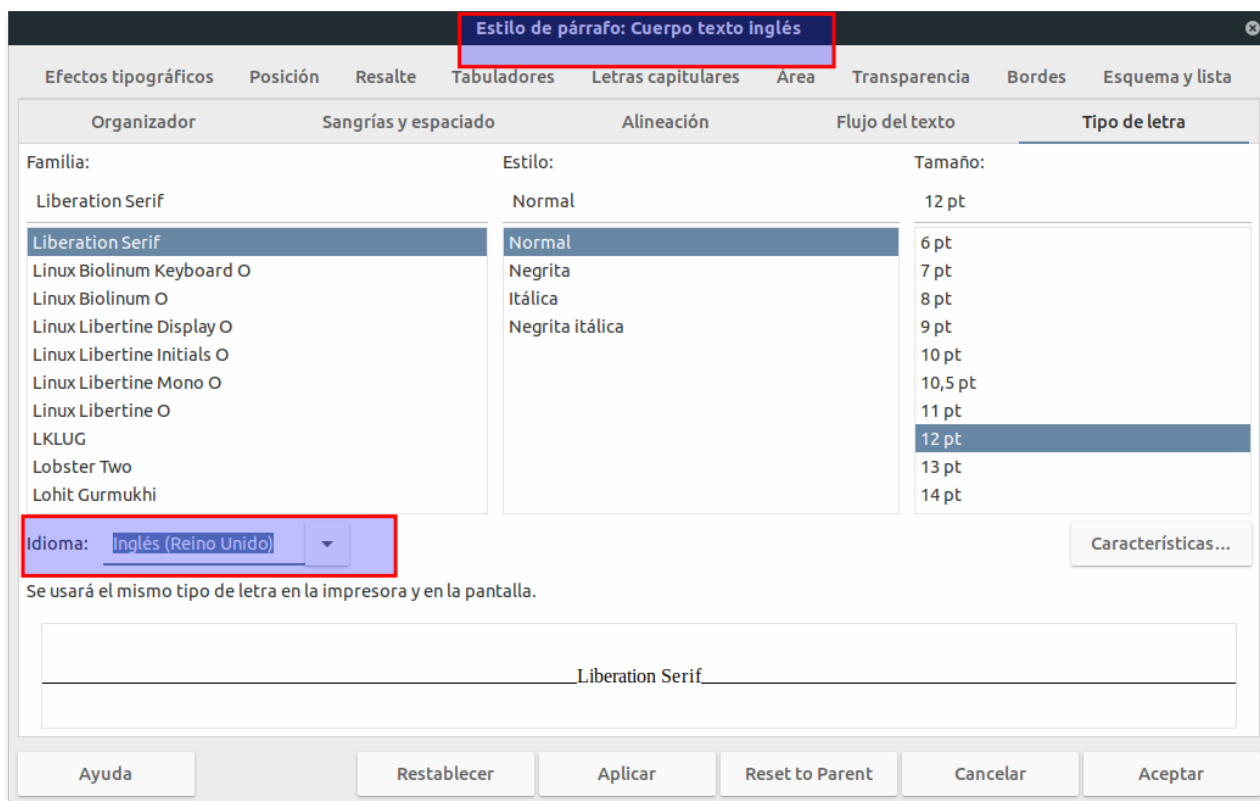 Estilo de párrafo: Cuerpo texto inglés
Efectos tipográficos Posición Resalte Tabuladores Letras capitulares Área Transparencia Bordes Esquema y lista
Organizador Sangrías y espaciado Alineación Flujo del texto Tipo de letra
Familia: Estilo: Tamaño:
Liberation Serif Normal 12 pt
Liberation Serif Normal 6 pt
Linux Biolinum Keyboard O Negrita 7 pt
Linux Biolinum O Itálica 8 pt
Linux Libertine Display O Negrita itálica 9 pt
Linux Libertine Initials O 10 pt
Linux Libertine Mono O 10,5 pt
Linux Libertine O 11 pt
LKLUG 12 pt
Lobster Two 13 pt
Lohit Gurmukhi 14 pt
Idioma: Inglés (Reino Unido) Características...
Se usará el mismo tipo de letra en la impresora y en la pantalla.
Liberation Serif
Ayuda Restablecer Aplicar Reset to Parent Cancelar Aceptar